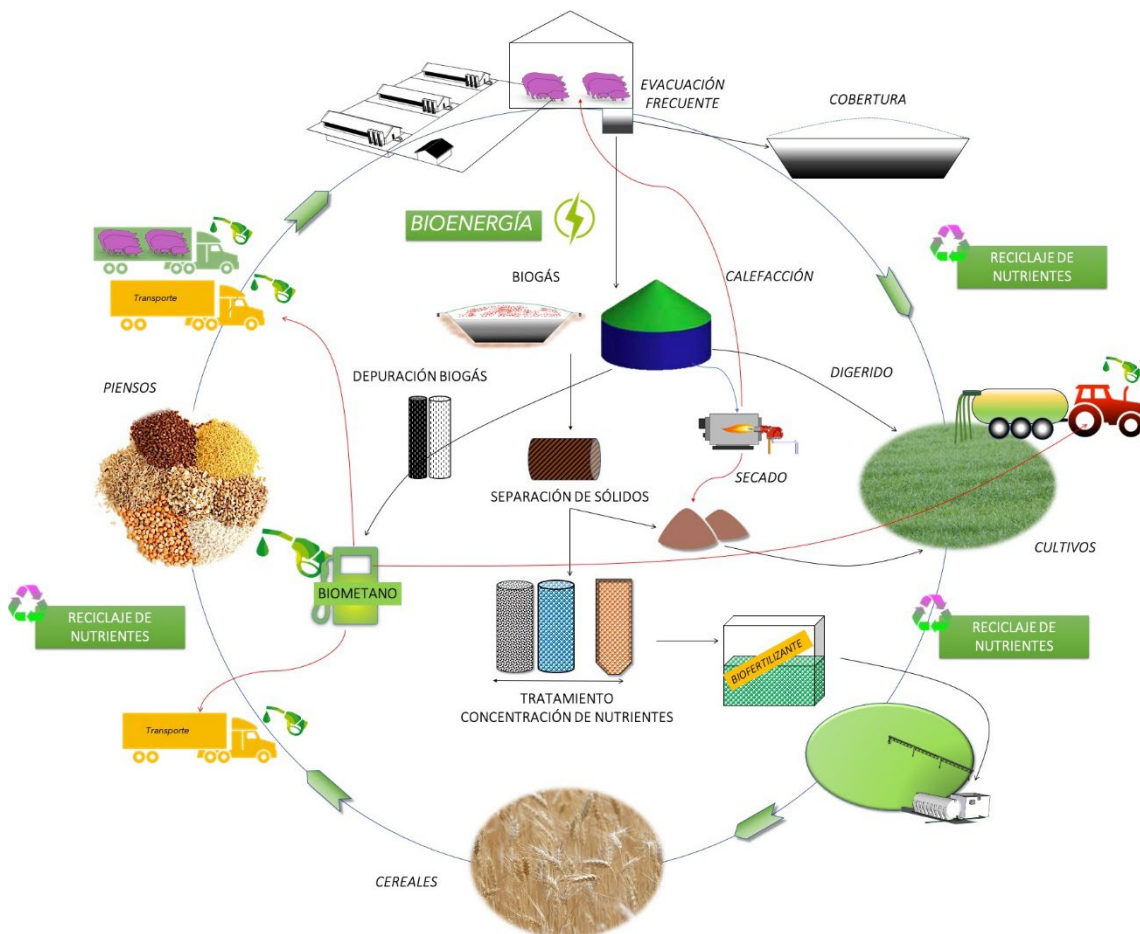 EVACUACIÓN
FRECUENTE
COBERTURA
BIOENERGÍA
RECICLAJE DE
NUTRIENTES
BIOGÁS
CALEFACCIÓN
Transporte
DEPURACIÓN BIOGÁS
DIGERIDO
PIENSOS
SECADO
SEPARACIÓN DE SÓLIDOS
CULTIVOS
BIOMETANO
RECICLAJE DE
NUTRIENTES
RECICLAJE DE
NUTRIENTES
BIOFERTILIZANTE
TRATAMIENTO
CONCENTRACIÓN DE NUTRIENTES
Transporte
CEREALES